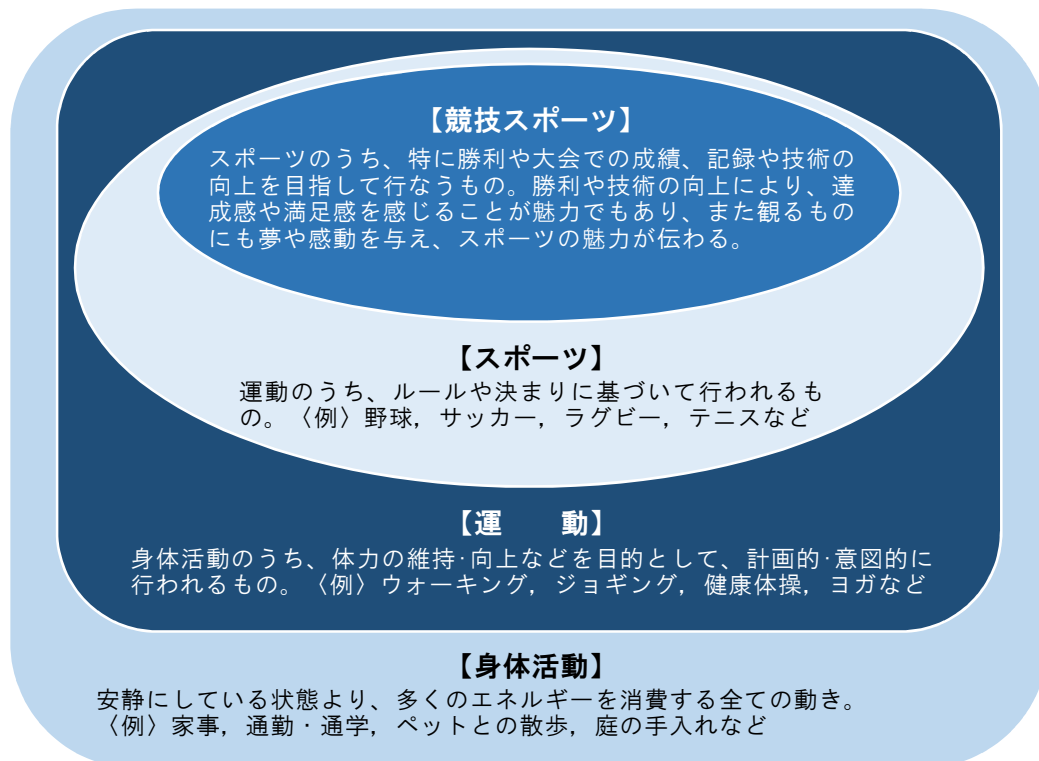 【競技スポーツ】
スポーツのうち、特に勝利や大会での成績、記録や技術の
向上を目指して行なうもの。勝利や技術の向上により、達
成感や満足感を感じることが魅力でもあり、また観るもの
にも夢や感動を与え、スポーツの魅力が伝わる。
【スポーツ】
運動のうち、ルールや決まりに基づいて行われるも
の。〈例〉野球，サッカー，ラグビー，テニスなど
【運　　動】
身体活動のうち、体力の維持･向上などを目的として、計画的･意図的に
行われるもの。〈例〉ウォーキング，ジョギング，健康体操，ヨガなど
【身体活動】
安静にしている状態より、多くのエネルギーを消費する全ての動き。
〈例〉家事，通勤・通学，ペットとの散歩，庭の手入れなど